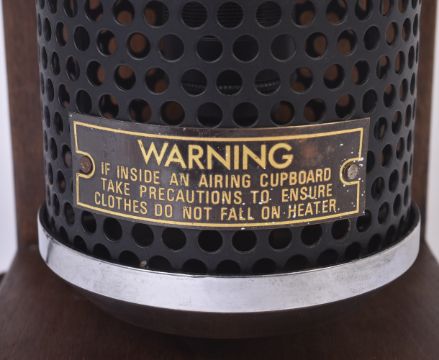 WARNING
IF INSIDE AN AIRING CUPBOARD
TAKE PRECAUTIONS TO ENSURE
CLOTHES DO NOT FALL ON HEATER.